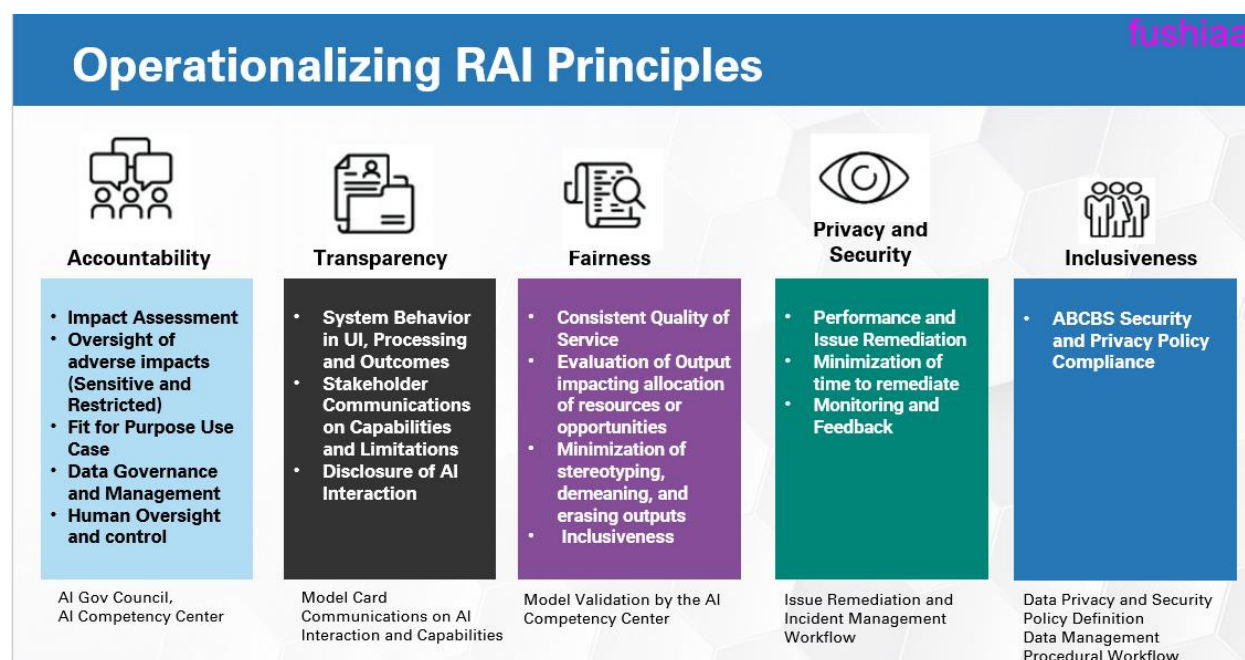 fushiaa
Operationalizing RAI Principles
Accountability
• Impact Assessment
• Oversight of
adverse impacts
(Sensitive and
Restricted)
• Fit for Purpose Use
Case
• Data Governance
and Management
• Human Oversight
and control
AI Gov Council,
AI Competency Center
Transparency
• System Behavior
in UI, Processing
and Outcomes
• Stakeholder
Communications
on Capabilities
and Limitations
• Disclosure of AI
Interaction
Model Card
Communications on AI
Interaction and Capabilities
Fairness
• Consistent Quality of
Service
• Evaluation of Output
impacting allocation
of resources or
opportunities
• Minimization of
stereotyping,
demeaning, and
erasing outputs
• Inclusiveness
Model Validation by the AI
Competency Center
Privacy and
Security
• Performance and
Issue Remediation
• Minimization of
time to remediate
• Monitoring and
Feedback
Issue Remediation and
Incident Management
Workflow
Inclusiveness
• ABCBS Security
and Privacy Policy
Compliance
Data Privacy and Security
Policy Definition
Data Management
Procedural Workflow